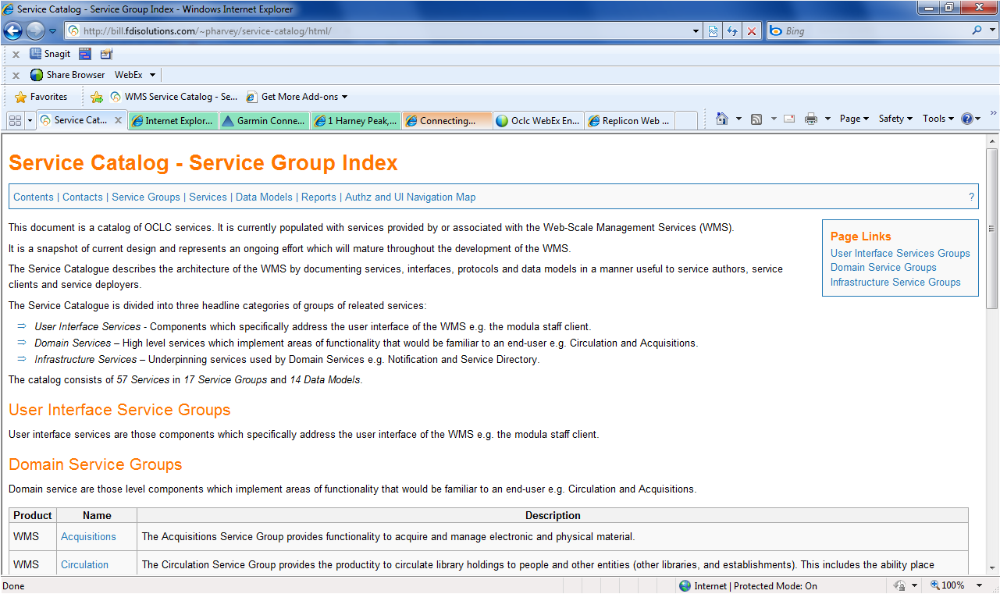 Service Catalog - Service Group Index - Windows Internet Explorer
http://bill.fdisolutions.com/~pharvey/service-catalog/html/
Bing
x Snagit
x Share Browser WebEx
Favorites WMS Service Catalog - Se... Get More Add-ons
Service Cat... x Internet Explor... Garmin Conne... 1 Harney Peak,... Connecting... Oclc WebEx En... Replicon Web ... Page Safety Tools »
Service Catalog - Service Group Index
Contents | Contacts | Service Groups | Services | Data Models | Reports | Authz and UI Navigation Map ?
This document is a catalog of OCLC services. It is currently populated with services provided by or associated with the Web-Scale Management Services (WMS).
It is a snapshot of current design and represents an ongoing effort which will mature throughout the development of the WMS.
The Service Catalogue describes the architecture of the WMS by documenting services, interfaces, protocols and data models in a manner useful to service authors, service
clients and service deployers.
Page Links
User Interface Services Groups
Domain Service Groups
Infrastructure Service Groups
The Service Catalogue is divided into three headline categories of groups of releated services:
⇒ User Interface Services - Components which specifically address the user interface of the WMS e.g. the modula staff client.
⇒ Domain Services – High level services which implement areas of functionality that would be familiar to an end-user e.g. Circulation and Acquisitions.
⇒ Infrastructure Services – Underpinning services used by Domain Services e.g. Notification and Service Directory.
The catalog consists of 57 Services in 17 Service Groups and 14 Data Models.
User Interface Service Groups
User interface services are those components which specifically address the user interface of the WMS e.g. the modula staff client.
Domain Service Groups
Domain service are those level components which implement areas of functionality that would be familiar to an end-user e.g. Circulation and Acquisitions.
Product Name Description
WMS Acquisitions The Acquisitions Service Group provides functionality to acquire and manage electronic and physical material.
WMS Circulation The Circulation Service Group provides the productity to circulate library holdings to people and other entities (other libraries, and establishments). This includes the ability place
Done Internet | Protected Mode: On 100%